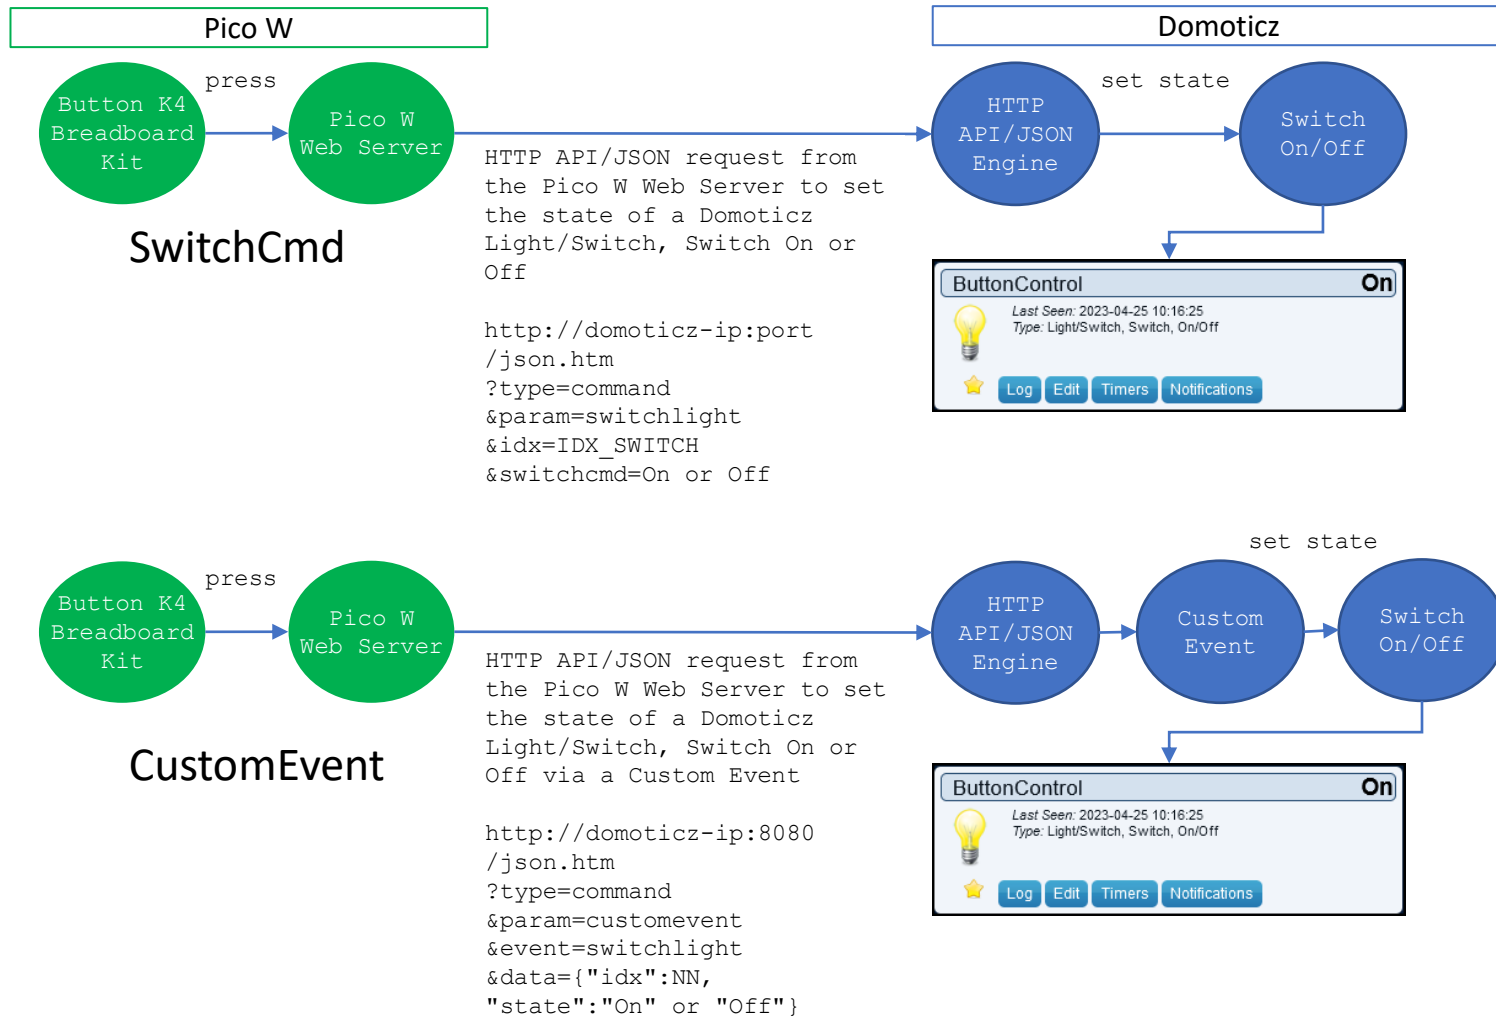 Pico W
Domoticz
press
set state
Button K4
Breadboard
Kit
Pico W
Web Server
HTTP
API/JSON
Engine
Switch
On/Off
SwitchCmd
HTTP API/JSON request from
the Pico W Web Server to set
the state of a Domoticz
Light/Switch, Switch On or
Off
http://domoticz-ip:port
/json.htm
?type=command
&param=switchlight
&idx=IDX_SWITCH
&switchcmd=On or Off
ButtonControl
On
Last Seen: 2023-04-25 10:16:25
Type: Light/Switch, Switch, On/Off
Log Edit Timers Notifications
press
set state
Button K4
Breadboard
Kit
Pico W
Web Server
HTTP
API/JSON
Engine
Custom
Event
Switch
On/Off
CustomEvent
HTTP API/JSON request from
the Pico W Web Server to set
the state of a Domoticz
Light/Switch, Switch On or
Off via a Custom Event
http://domoticz-ip:8080
/json.htm
?type=command
&param=customevent
&event=switchlight
&data={"idx":NN,
"state":"On" or "Off"}
ButtonControl
On
Last Seen: 2023-04-25 10:16:25
Type: Light/Switch, Switch, On/Off
Log Edit Timers Notifications